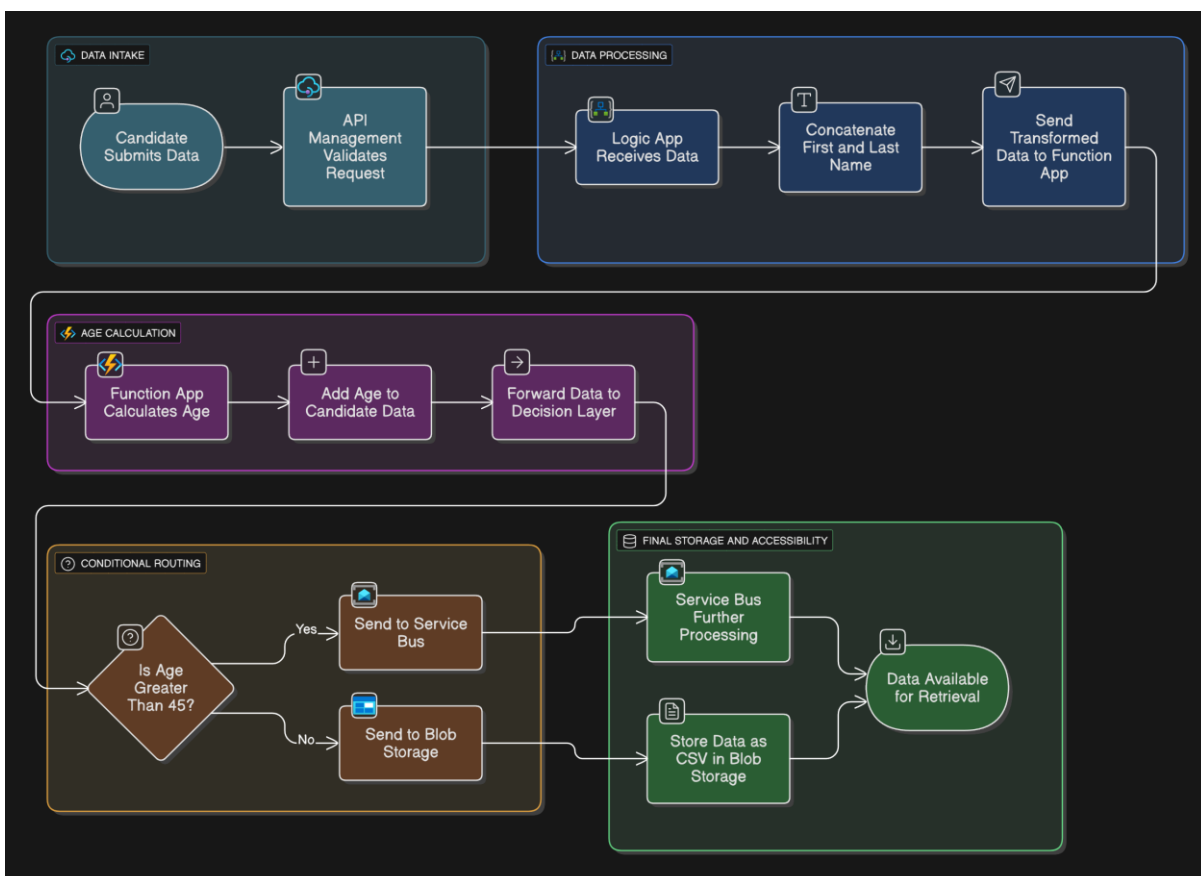 DATA INTAKE
Candidate
Submits Data
API
Management
Validates
Request
DATA PROCESSING
Logic App
Receives Data
T
Concatenate
First and Last
Name
Send
Transformed
Data to Function
App
AGE CALCULATION
Function App
Calculates Age
Add Age to
Candidate Data
Forward Data to
Decision Layer
CONDITIONAL ROUTING
Is Age
Greater
Than 45?
Yes
Send to Service
Bus
No
Send to Blob
Storage
FINAL STORAGE AND ACCESSIBILITY
Service Bus
Further
Processing
Store Data as
CSV in Blob
Storage
Data Available
for Retrieval